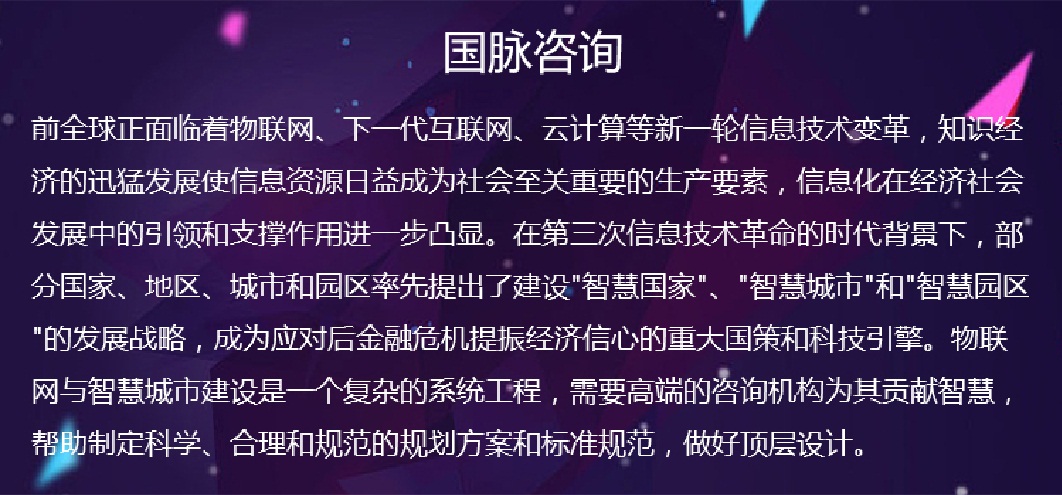 国脉咨询
前全球正面临着物联网、下一代互联网、云计算等新一轮信息技术变革，知识经
济的迅猛发展使信息资源日益成为社会至关重要的生产要素，信息化在经济社会
发展中的引领和支撑作用进一步凸显。在第三次信息技术革命的时代背景下，部
分国家、地区、城市和园区率先提出了建设"智慧国家"、"智慧城市"和"智慧园区
"的发展战略，成为应对后金融危机提振经济信心的重大国策和科技引擎。物联
网与智慧城市建设是一个复杂的系统工程，需要高端的咨询机构为其贡献智慧，
帮助制定科学、合理和规范的规划方案和标准规范，做好顶层设计。